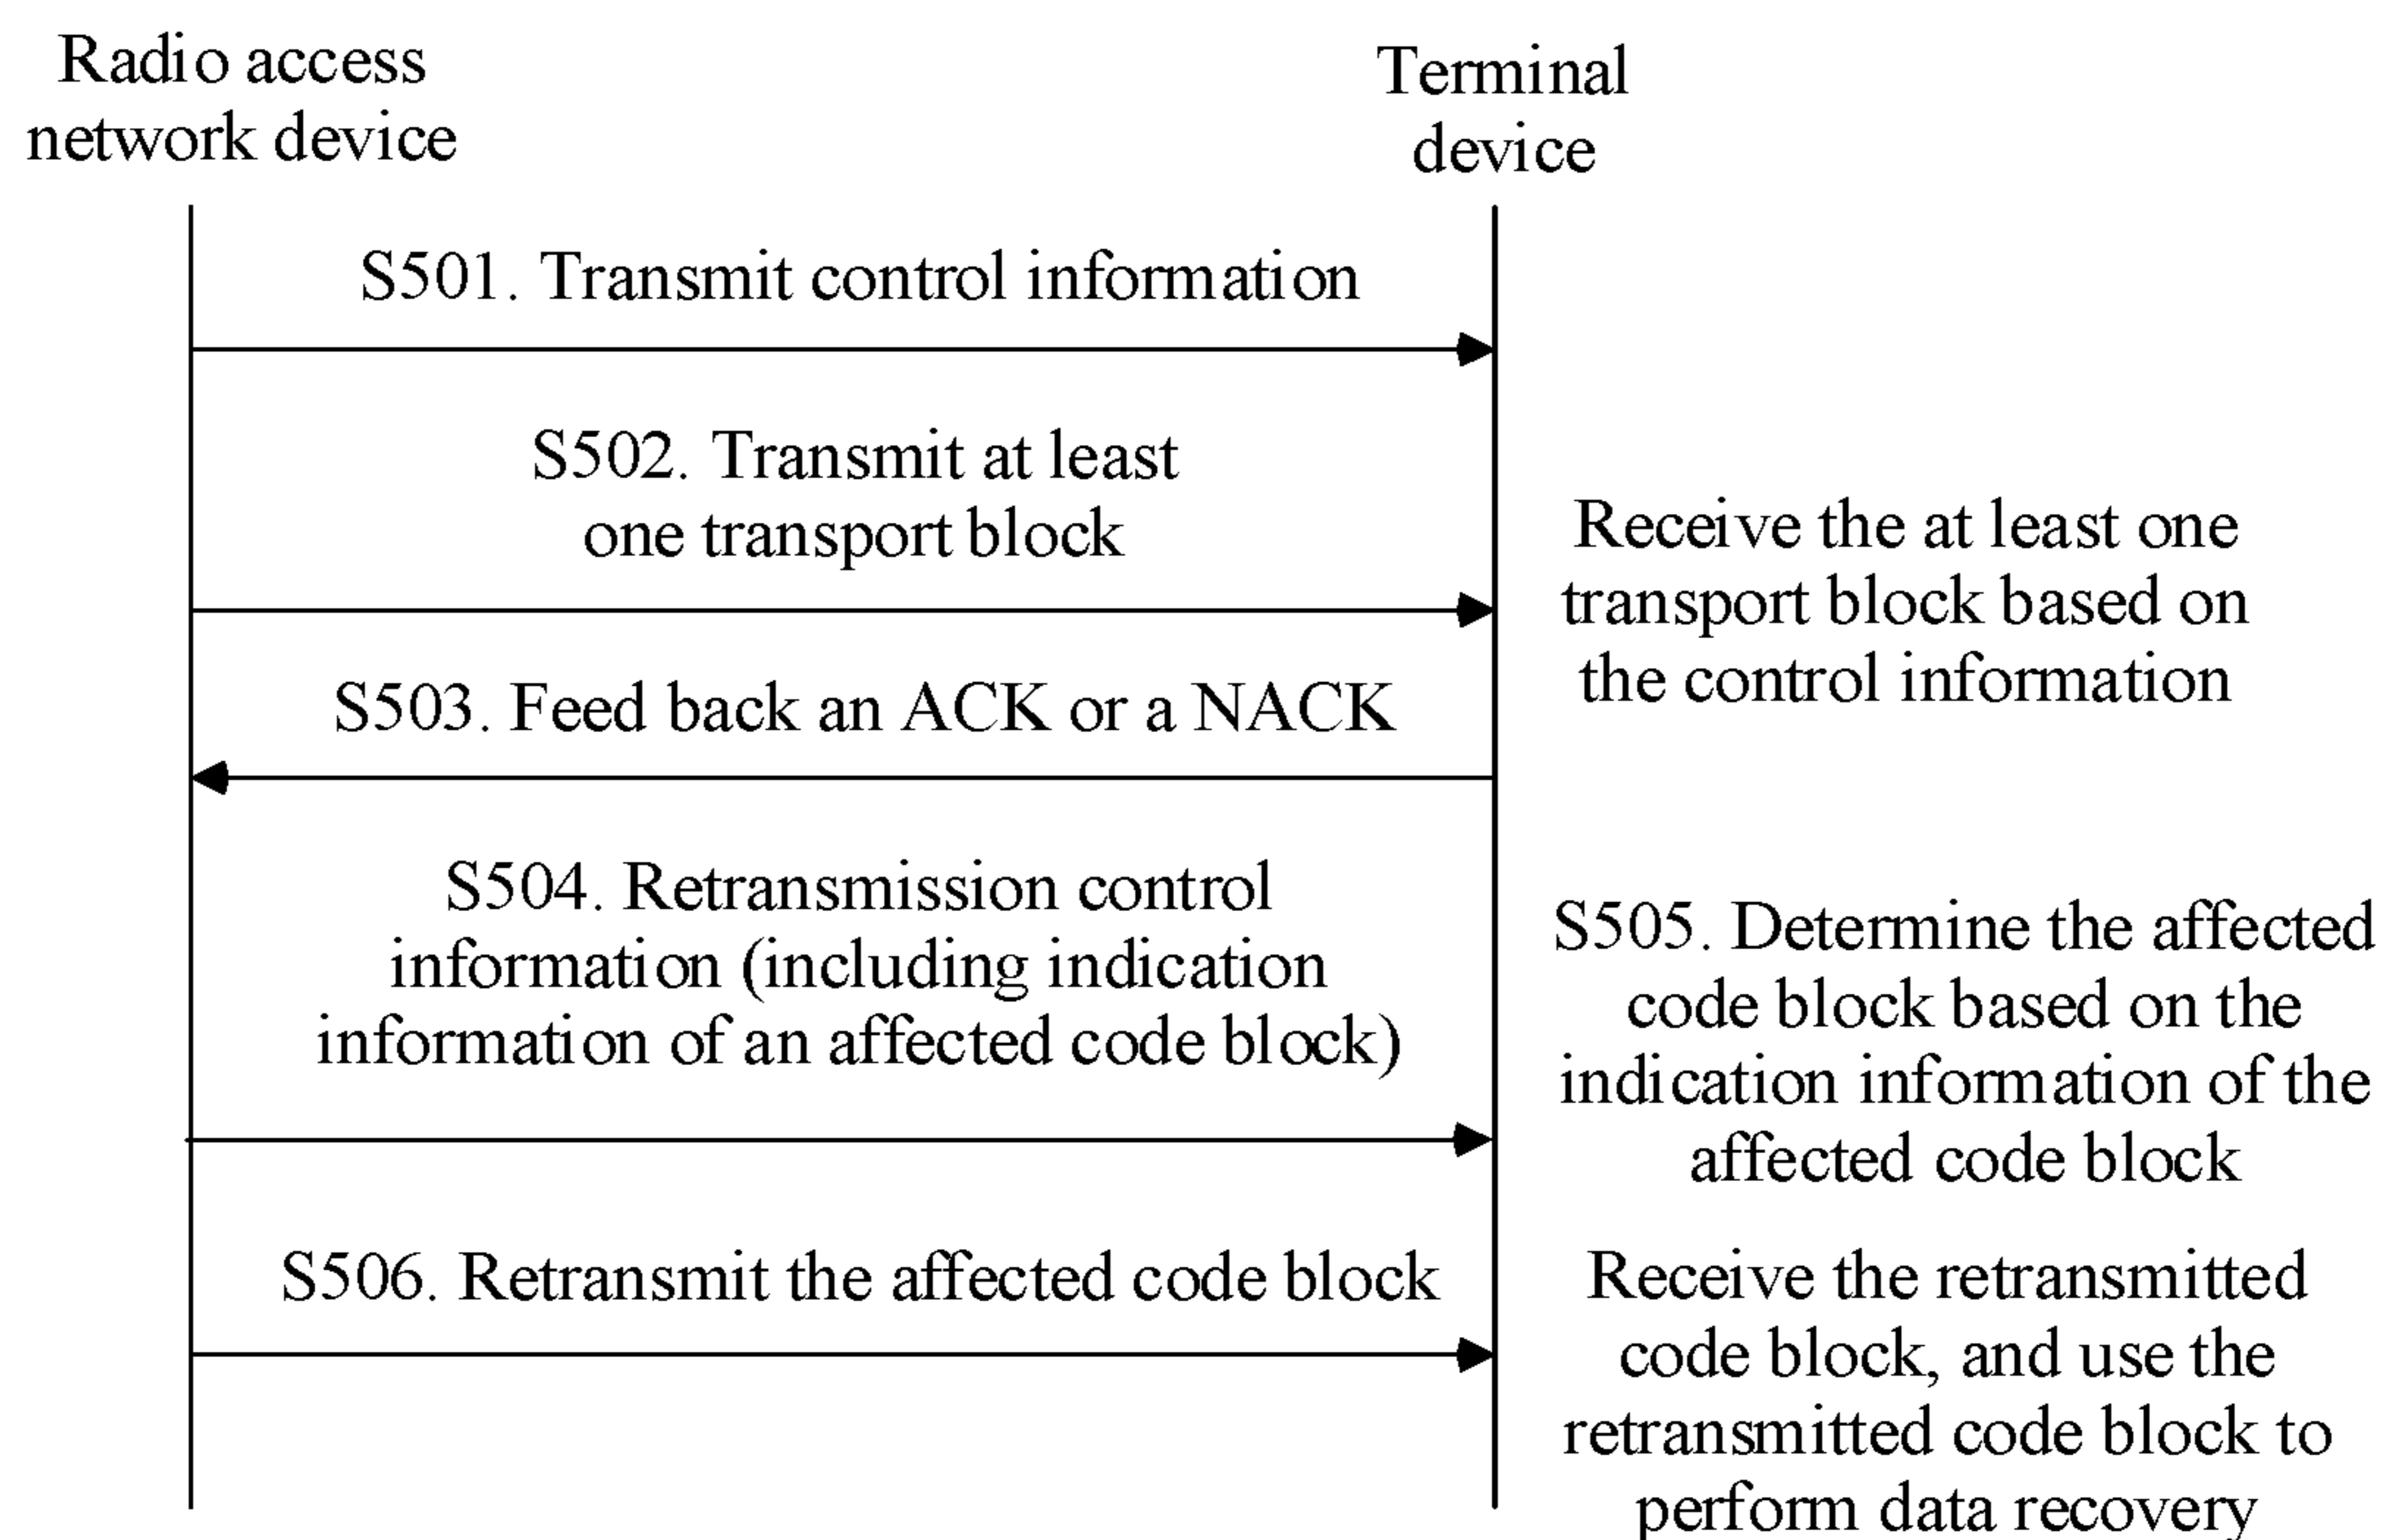 Radio access
network device
Terminal
device
S501. Transmit control information
S502. Transmit at least
one transport block
Receive the at least one
transport block based on
the control information
S503. Feed back an ACK or a NACK
S504. Retransmission control
information (including indication
information of an affected code block)
S505. Determine the affected
code block based on the
indication information of the
affected code block
S506. Retransmit the affected code block
Receive the retransmitted
code block, and use the
retransmitted code block to
perform data recovery